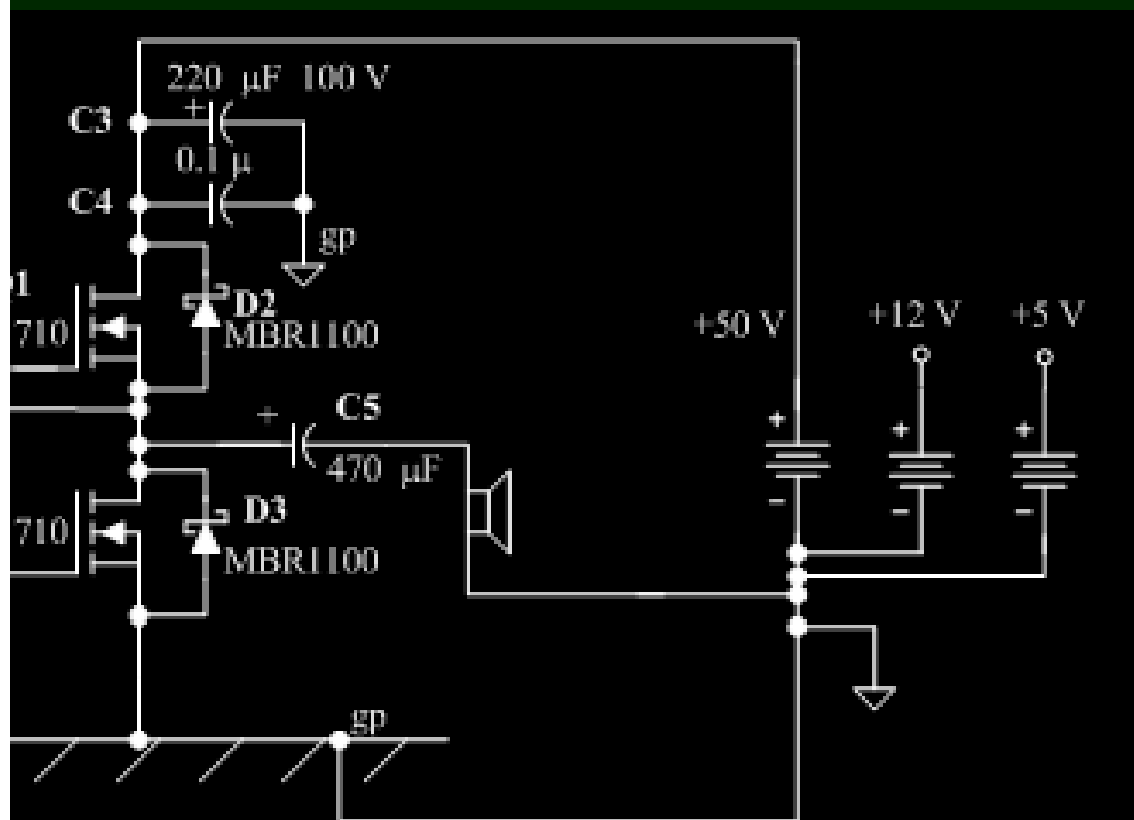 220 μF 100 V
+
C3
0.1 μ
C4
gp
1
D2
710
MBR1100
+50 V
+12 V
+5 V
+ C5
470 μF
+
+
+
−
−
−
D3
710
MBR1100
gp